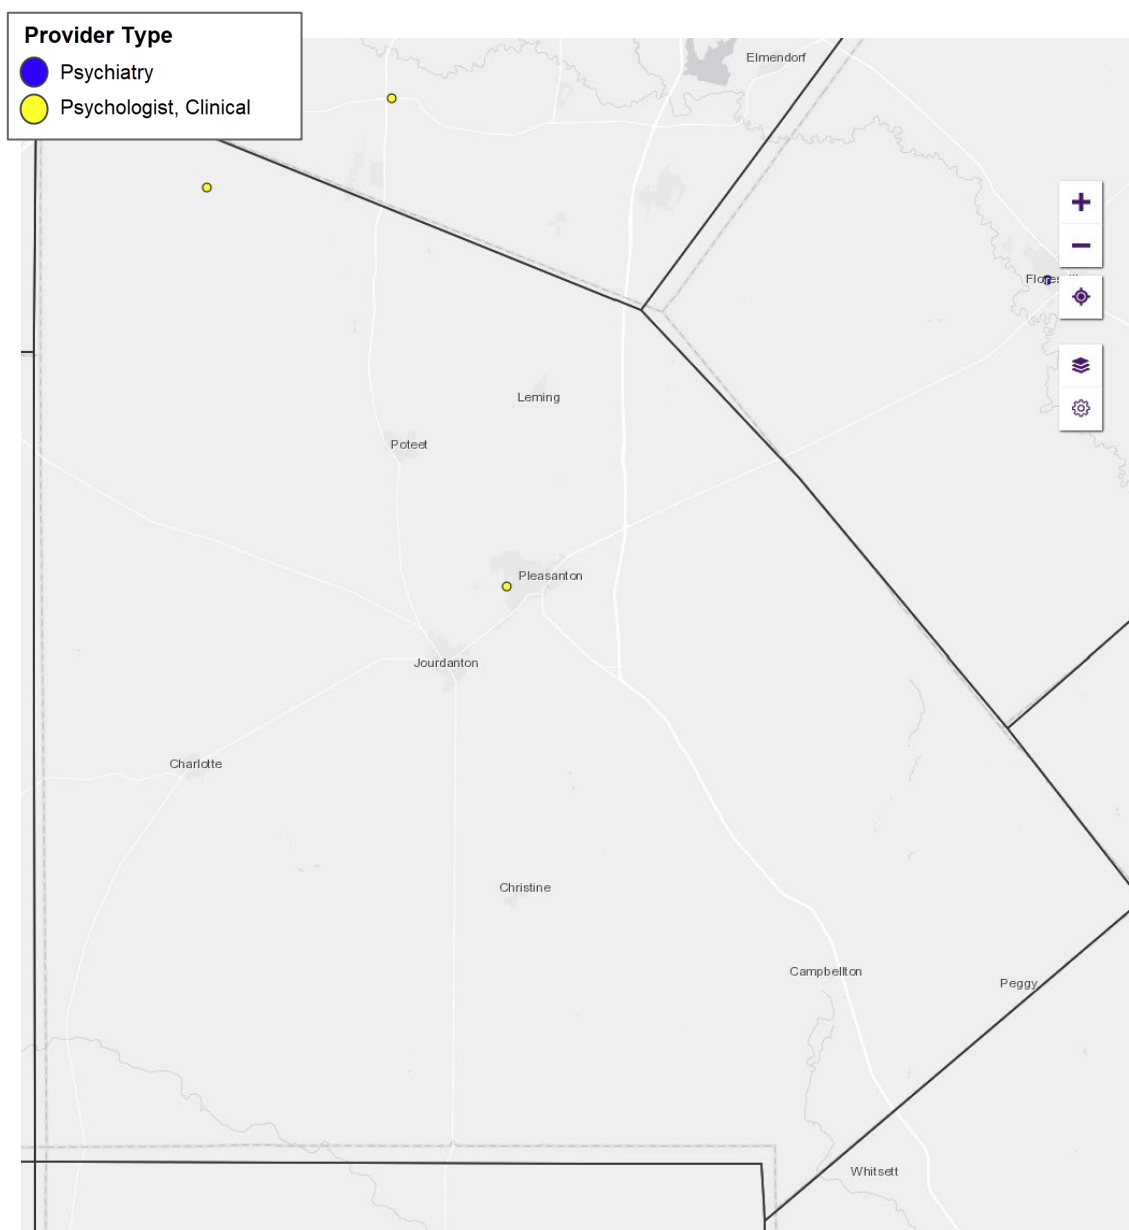 Provider Type
Psychiatry
Psychologist, Clinical
Elmendorf
Leming
Poteet
Pleasanton
Jourdanton
Charlotte
Christine
Campbellton
Peggy
Whitsett